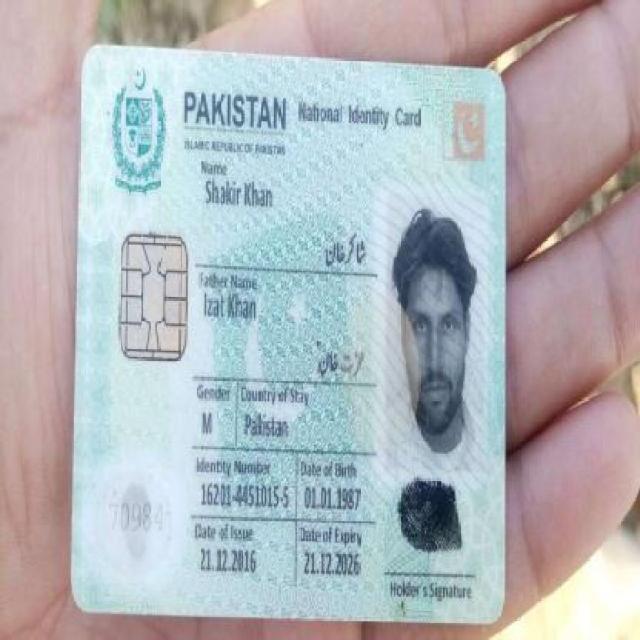 PAKISTAN National Identity Card
ISLAMIC REPUBLIC OF PAKISTAN
Name
Shakir Khan
شاکر خان
Father Name
Izat Khan
عزت خان
Gender Country of Stay
M Pakistan
Identity Number Date of Birth
16201-4451015-5 01.01.1987
70984
Date of Issue Date of Expiry
21.12.2016 21.12.2026
Holder's Signature